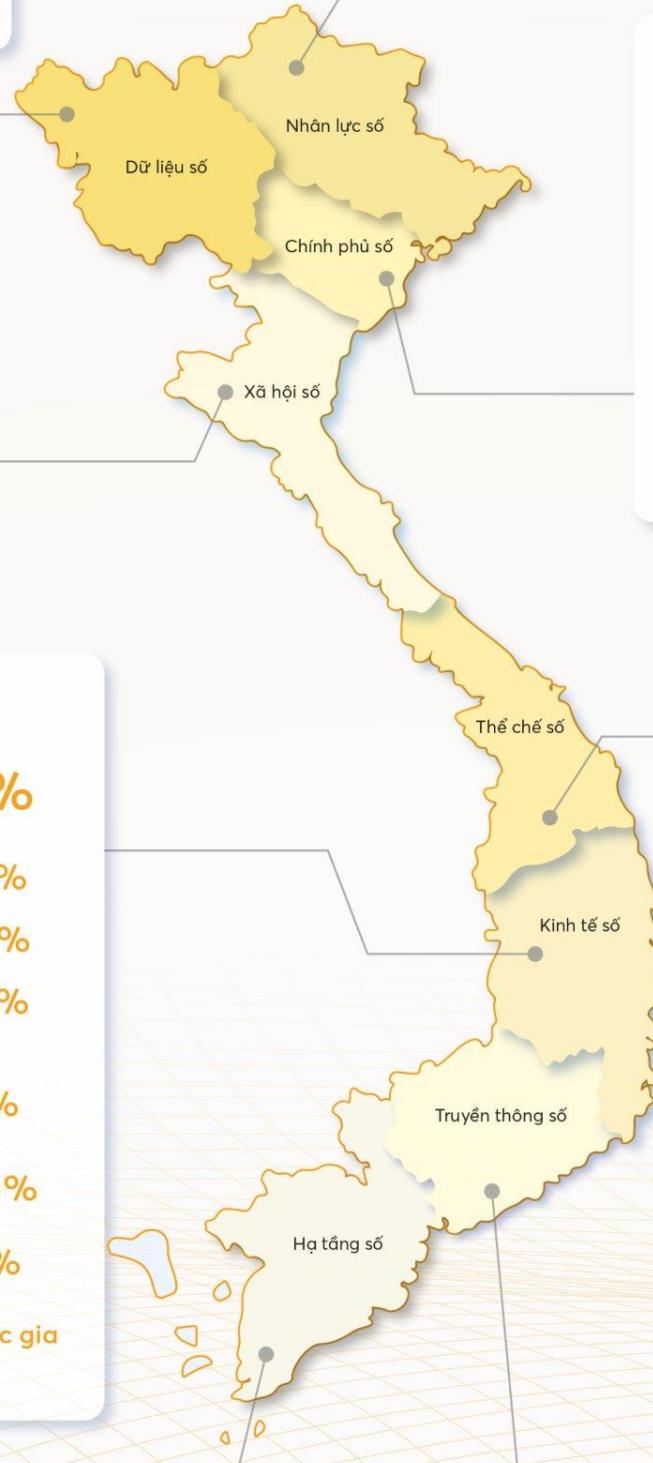 Nhân lực số
Dữ liệu số
Chính phủ số
Xã hội số
Thể chế số
%
%
%
%
Kinh tế số
%
Truyền thông số
%
Hạ tầng số
%
c gia